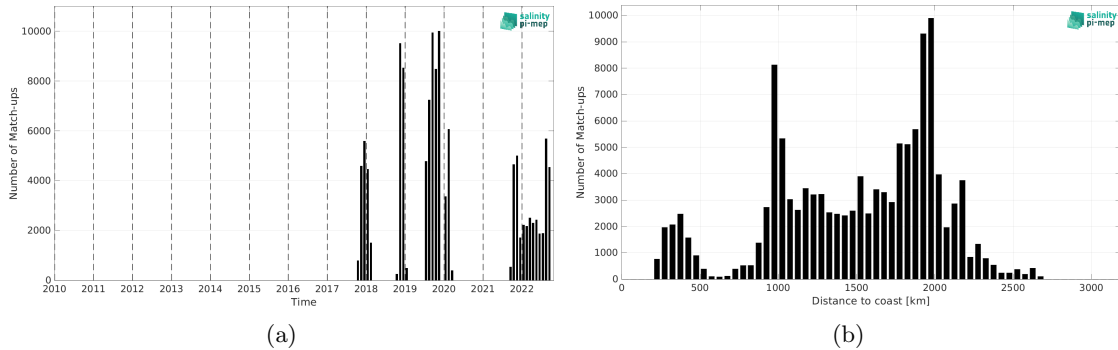 salinity
pi-mep
Number of Match-ups
10000
8000
6000
4000
2000
0
2010 2011 2012 2013 2014 2015 2016 2017 2018 2019 2020 2021 2022
Time
(a)
salinity
pi-mep
Number of Match-ups
10000
9000
8000
7000
6000
5000
4000
3000
2000
1000
0
0 500 1000 1500 2000 2500 3000
Distance to coast [km]
(b)